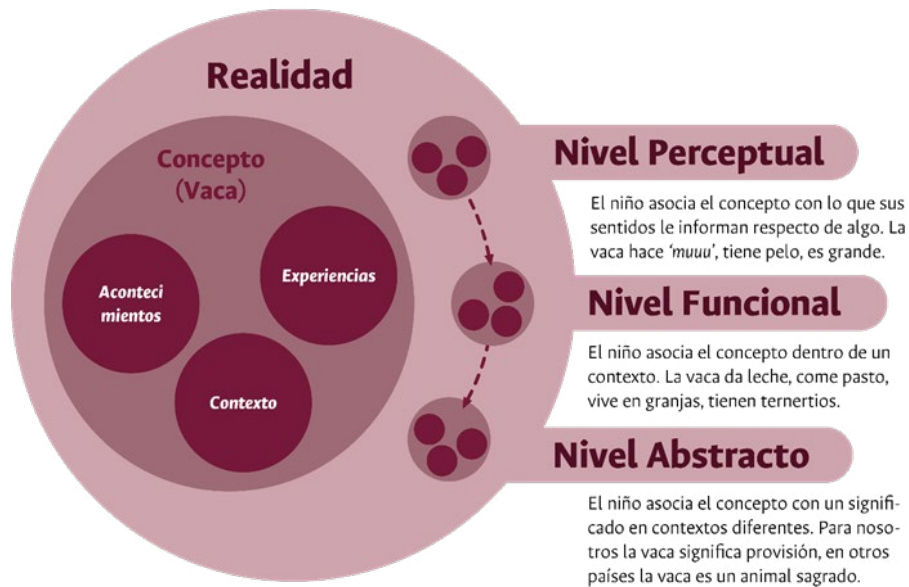 Realidad
Concepto
(Vaca)
Aconteci
mientos
Experiencias
Contexto
Nivel Perceptual
El niño asocia el concepto con lo que sus
sentidos le informan respecto de algo. La
vaca hace ‘muuu’, tiene pelo, es grande.
Nivel Funcional
El niño asocia el concepto dentro de un
contexto. La vaca da leche, come pasto,
vive en granjas, tienen ternertios.
Nivel Abstracto
El niño asocia el concepto con un signifi-
cado en contextos diferentes. Para noso-
tros la vaca significa provisión, en otros
países la vaca es un animal sagrado.